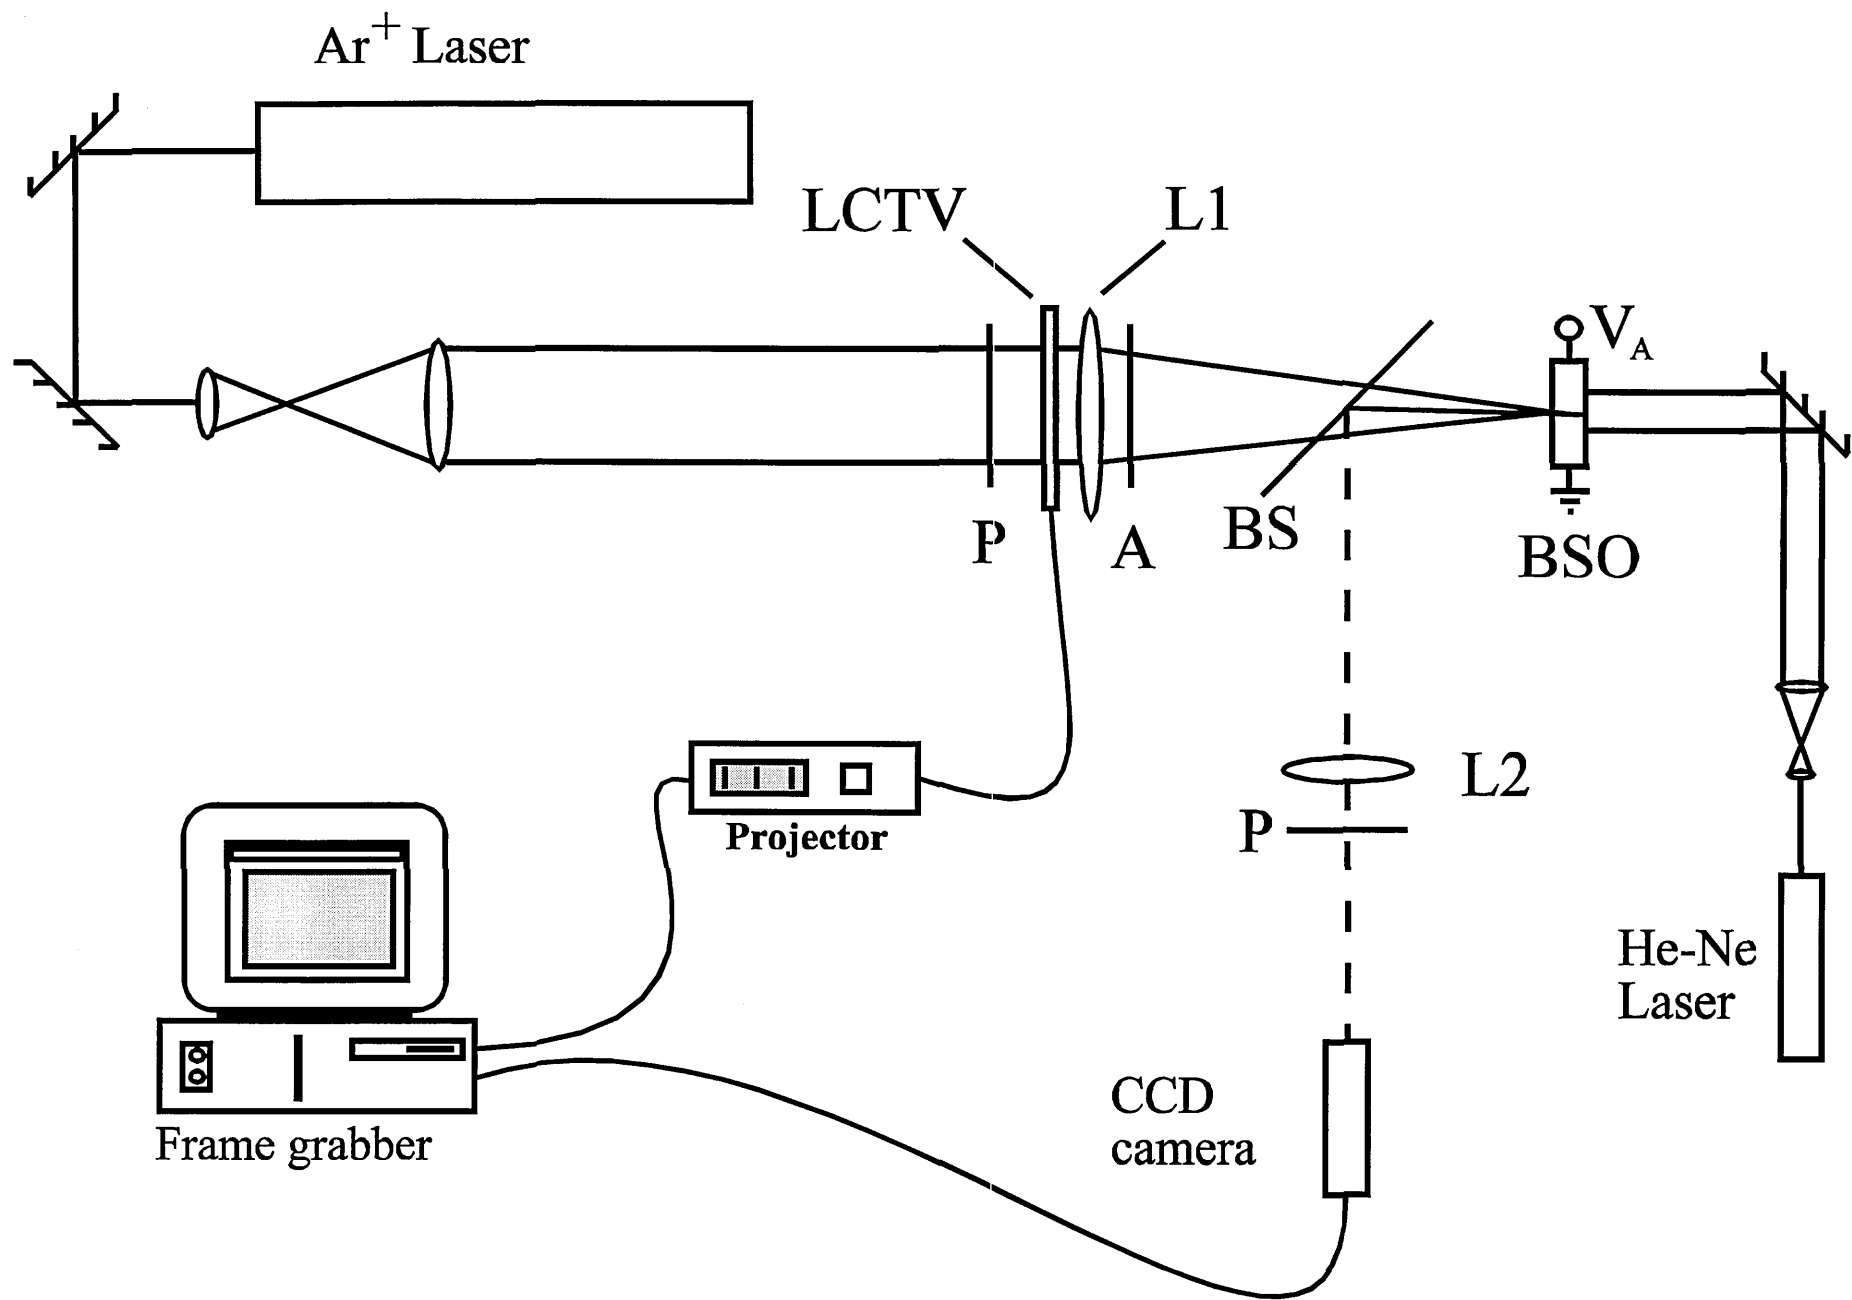 Ar+ Laser
LCTV
L1
VA
P
A
BS
BSO
L2
P
Projector
He-Ne
Laser
CCD
camera
Frame grabber